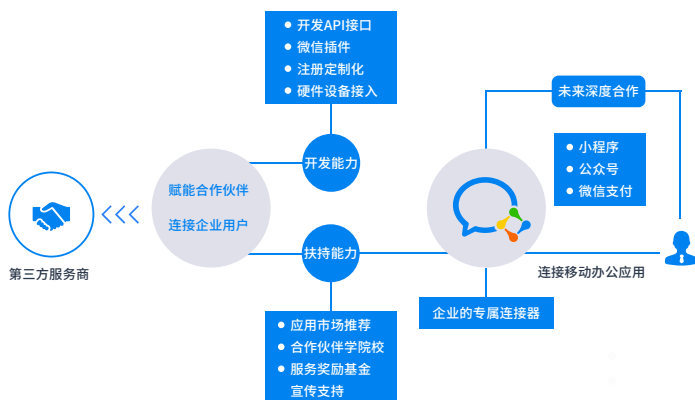 开发API接口
微信插件
注册定制化
硬件设备接入
未来深度合作
小程序
公众号
微信支付
开发能力
赋能合作伙伴
连接企业用户
扶持能力
第三方服务商
连接移动办公应用
企业的专属连接器
应用市场推荐
合作伙伴学院校
服务奖励基金
宣传支持